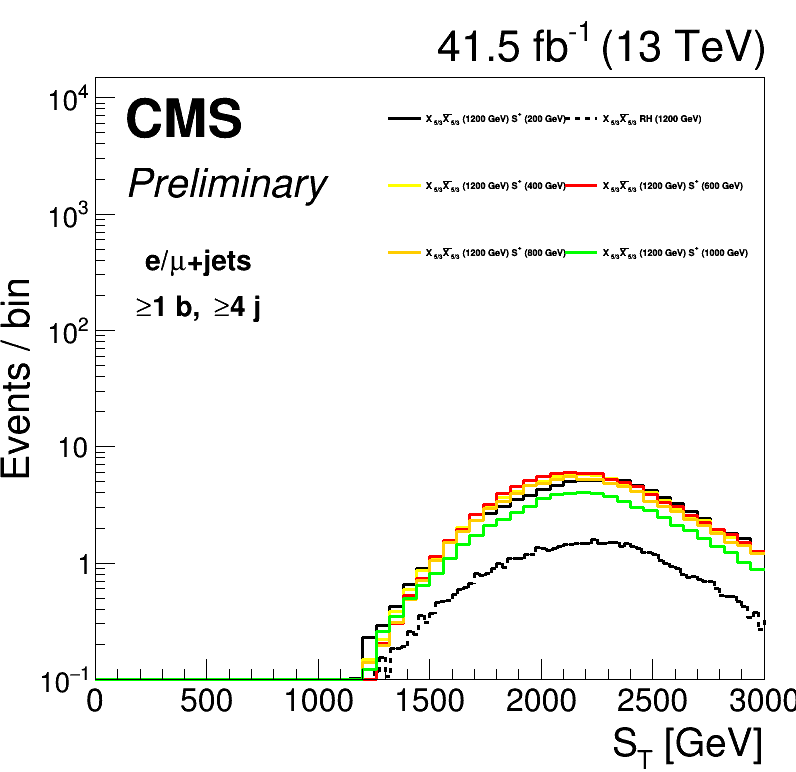 41.5 fb⁻¹ (13 TeV)
CMS
Preliminary
e/μ+jets
≥1 b, ≥4 j
X₅/₃X̅₅/₃ (1200 GeV) S⁺ (200 GeV)
X₅/₃X̅₅/₃ RH (1200 GeV)
X₅/₃X̅₅/₃ (1200 GeV) S⁺ (400 GeV)
X₅/₃X̅₅/₃ (1200 GeV) S⁺ (600 GeV)
X₅/₃X̅₅/₃ (1200 GeV) S⁺ (800 GeV)
X₅/₃X̅₅/₃ (1200 GeV) S⁺ (1000 GeV)
Events / bin
10⁴
10³
10²
10
1
10⁻¹
0 500 1000 1500 2000 2500 3000
S_T [GeV]